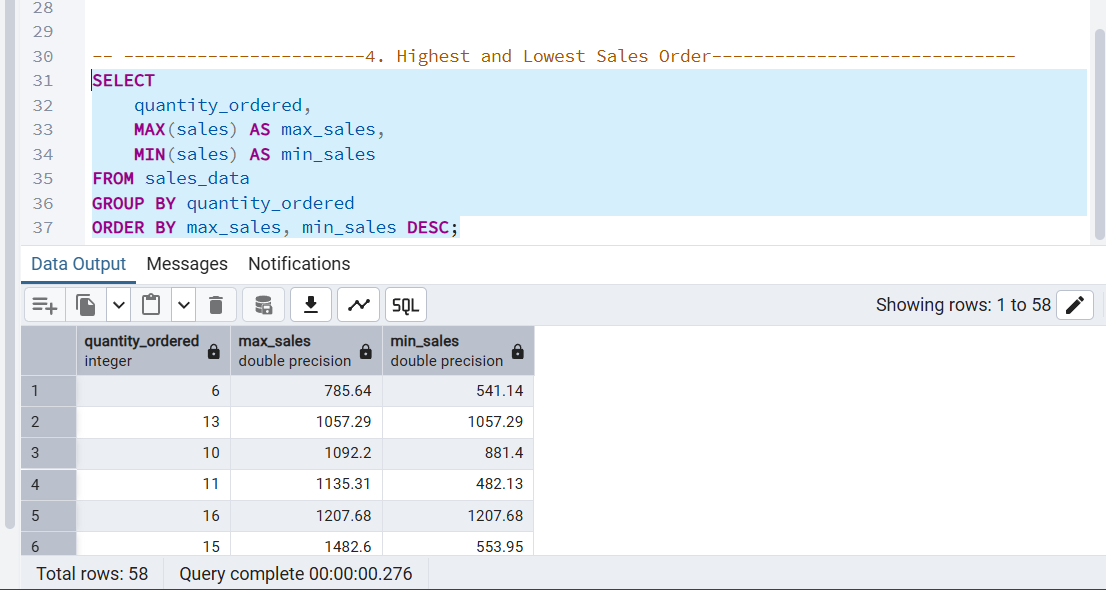 28
29
30 -- -----------------------4. Highest and Lowest Sales Order-----------------------------
31 SELECT
32 quantity_ordered,
33 MAX(sales) AS max_sales,
34 MIN(sales) AS min_sales
35 FROM sales_data
36 GROUP BY quantity_ordered
37 ORDER BY max_sales, min_sales DESC;
Data Output Messages Notifications
SQL Showing rows: 1 to 58
quantity_ordered max_sales min_sales
integer double precision double precision
1 6 785.64 541.14
2 13 1057.29 1057.29
3 10 1092.2 881.4
4 11 1135.31 482.13
5 16 1207.68 1207.68
6 15 1482.6 553.95
Total rows: 58 Query complete 00:00:00.276